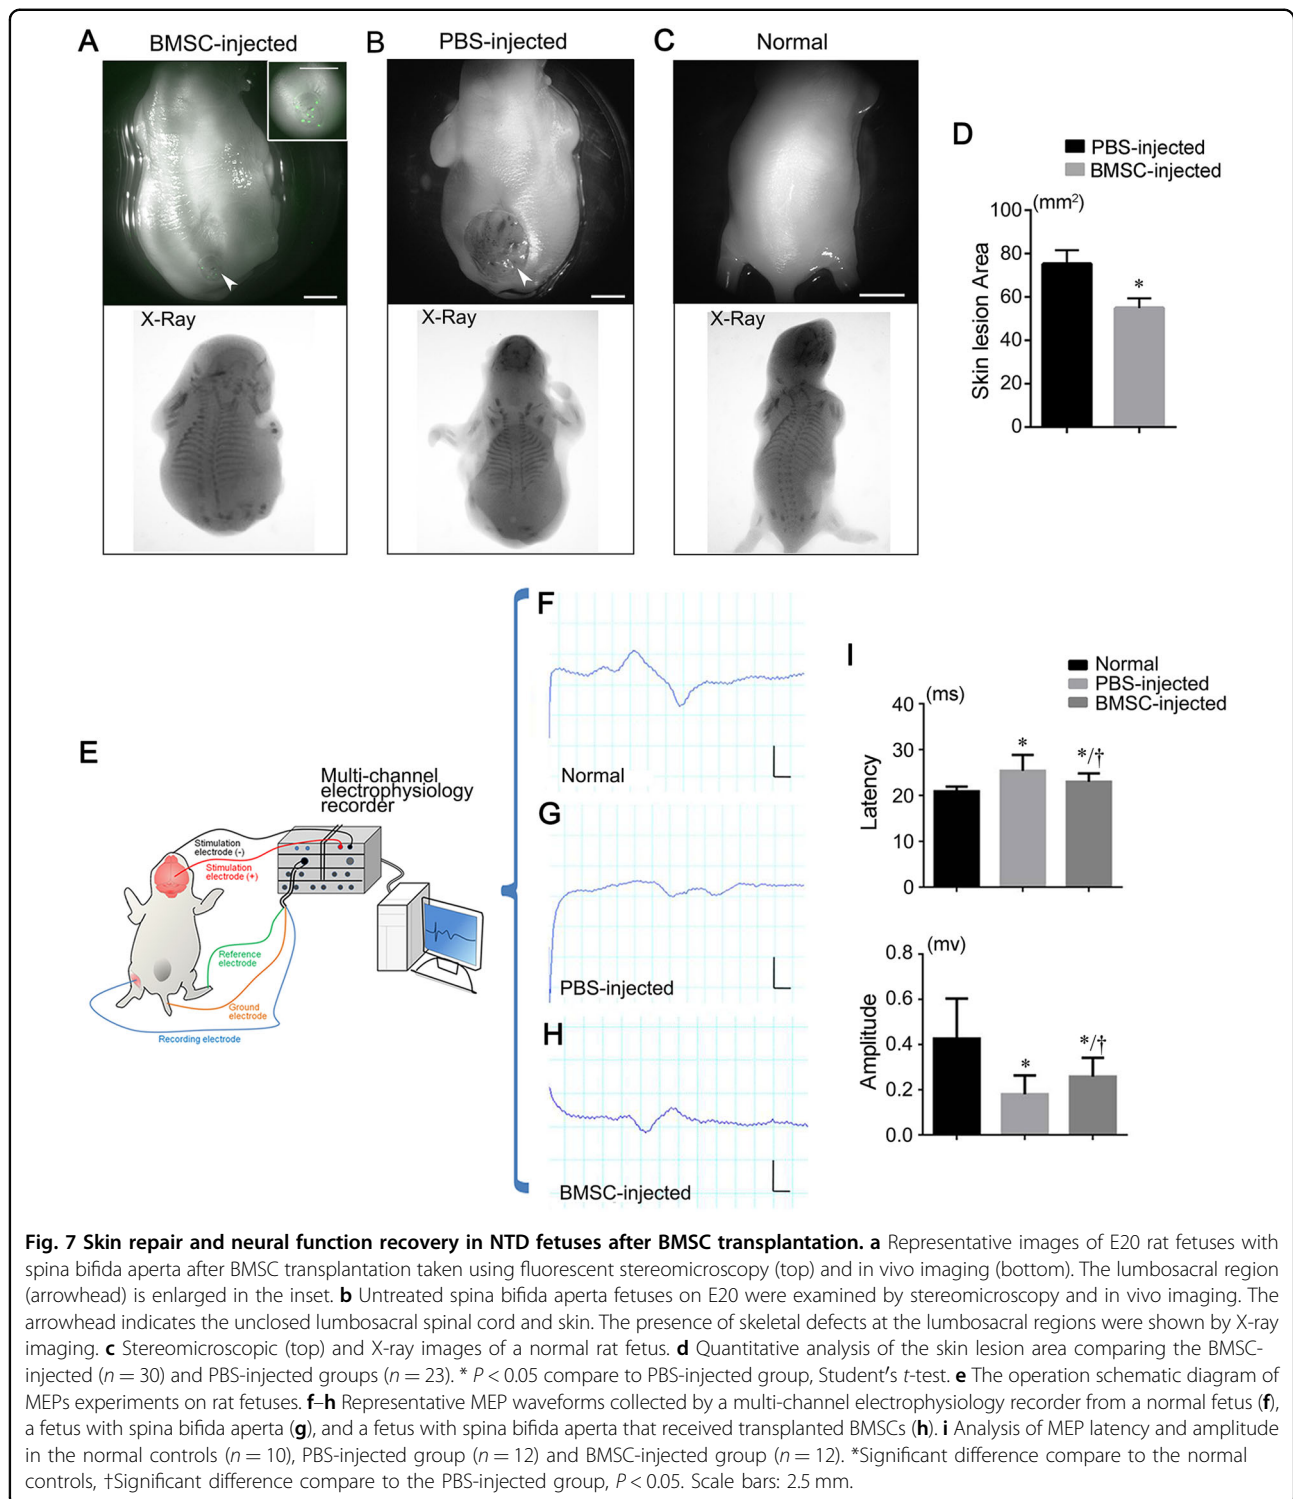 A
BMSC-injected
B
PBS-injected
C
Normal
X-Ray
X-Ray
X-Ray
D
PBS-injected
BMSC-injected
(mm²)
Skin lesion Area
100
80
60
40
20
0
*
E
Multi-channel
electrophysiology
recorder
Stimulation
electrode (-)
Stimulation
electrode (+)
Reference
electrode
Ground
electrode
Recording electrode
F
Normal
G
PBS-injected
H
BMSC-injected
I
Normal
PBS-injected
BMSC-injected
(ms)
Latency
40
30
20
10
0
*
*/†
(mv)
Amplitude
0.8
0.6
0.4
0.2
0.0
*
*/†
Fig. 7 Skin repair and neural function recovery in NTD fetuses after BMSC transplantation. a Representative images of E20 rat fetuses with
spina bifida aperta after BMSC transplantation taken using fluorescent stereomicroscopy (top) and in vivo imaging (bottom). The lumbosacral region
(arrowhead) is enlarged in the inset. b Untreated spina bifida aperta fetuses on E20 were examined by stereomicroscopy and in vivo imaging. The
arrowhead indicates the unclosed lumbosacral spinal cord and skin. The presence of skeletal defects at the lumbosacral regions were shown by X-ray
imaging. c Stereomicroscopic (top) and X-ray images of a normal rat fetus. d Quantitative analysis of the skin lesion area comparing the BMSC-
injected (n = 30) and PBS-injected groups (n = 23). * P < 0.05 compare to PBS-injected group, Student's t-test. e The operation schematic diagram of
MEPs experiments on rat fetuses. f–h Representative MEP waveforms collected by a multi-channel electrophysiology recorder from a normal fetus (f),
a fetus with spina bifida aperta (g), and a fetus with spina bifida aperta that received transplanted BMSCs (h). i Analysis of MEP latency and amplitude
in the normal controls (n = 10), PBS-injected group (n = 12) and BMSC-injected group (n = 12). *Significant difference compare to the normal
controls, †Significant difference compare to the PBS-injected group, P < 0.05. Scale bars: 2.5 mm.